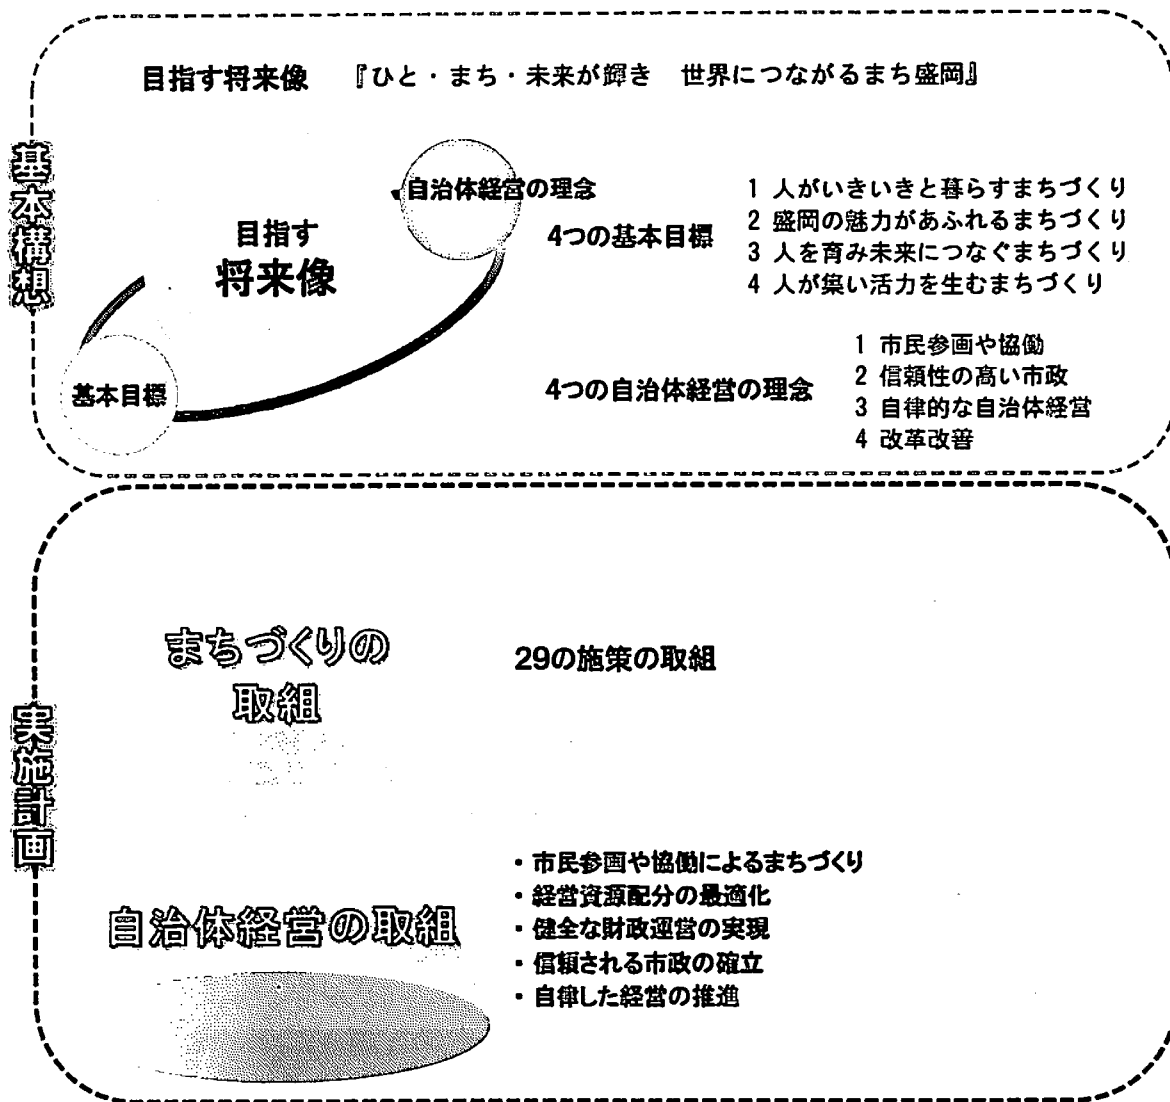 目指す将来像 『ひと・まち・未来が輝き 世界につながるまち盛岡』
基本構想
自治体経営の理念
目指す
将来像
基本目標
4つの基本目標
1 人がいきいきと暮らすまちづくり
2 盛岡の魅力があふれるまちづくり
3 人を育み未来につなぐまちづくり
4 人が集い活力を生むまちづくり
4つの自治体経営の理念
1 市民参画や協働
2 信頼性の高い市政
3 自律的な自治体経営
4 改革改善
実施計画
まちづくりの
取組
29の施策の取組
自治体経営の取組
・市民参画や協働によるまちづくり
・経営資源配分の最適化
・健全な財政運営の実現
・信頼される市政の確立
・自律した経営の推進